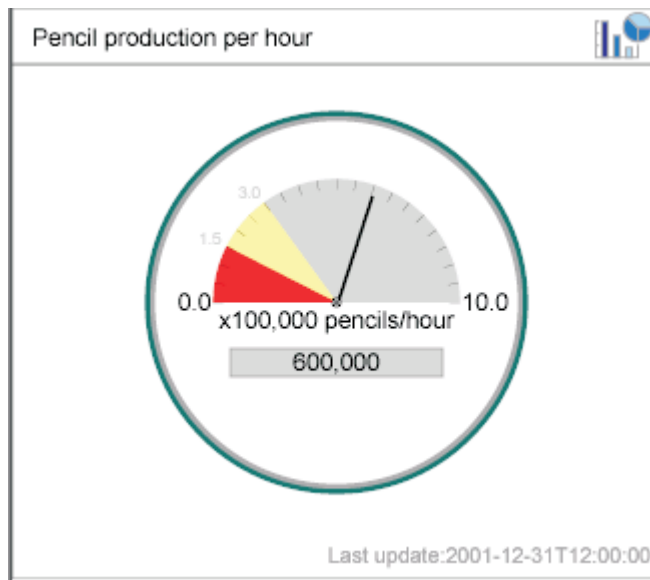 Pencil production per hour
3.0
1.5
0.0
10.0
x100,000 pencils/hour
600,000
Last update:2001-12-31T12:00:00